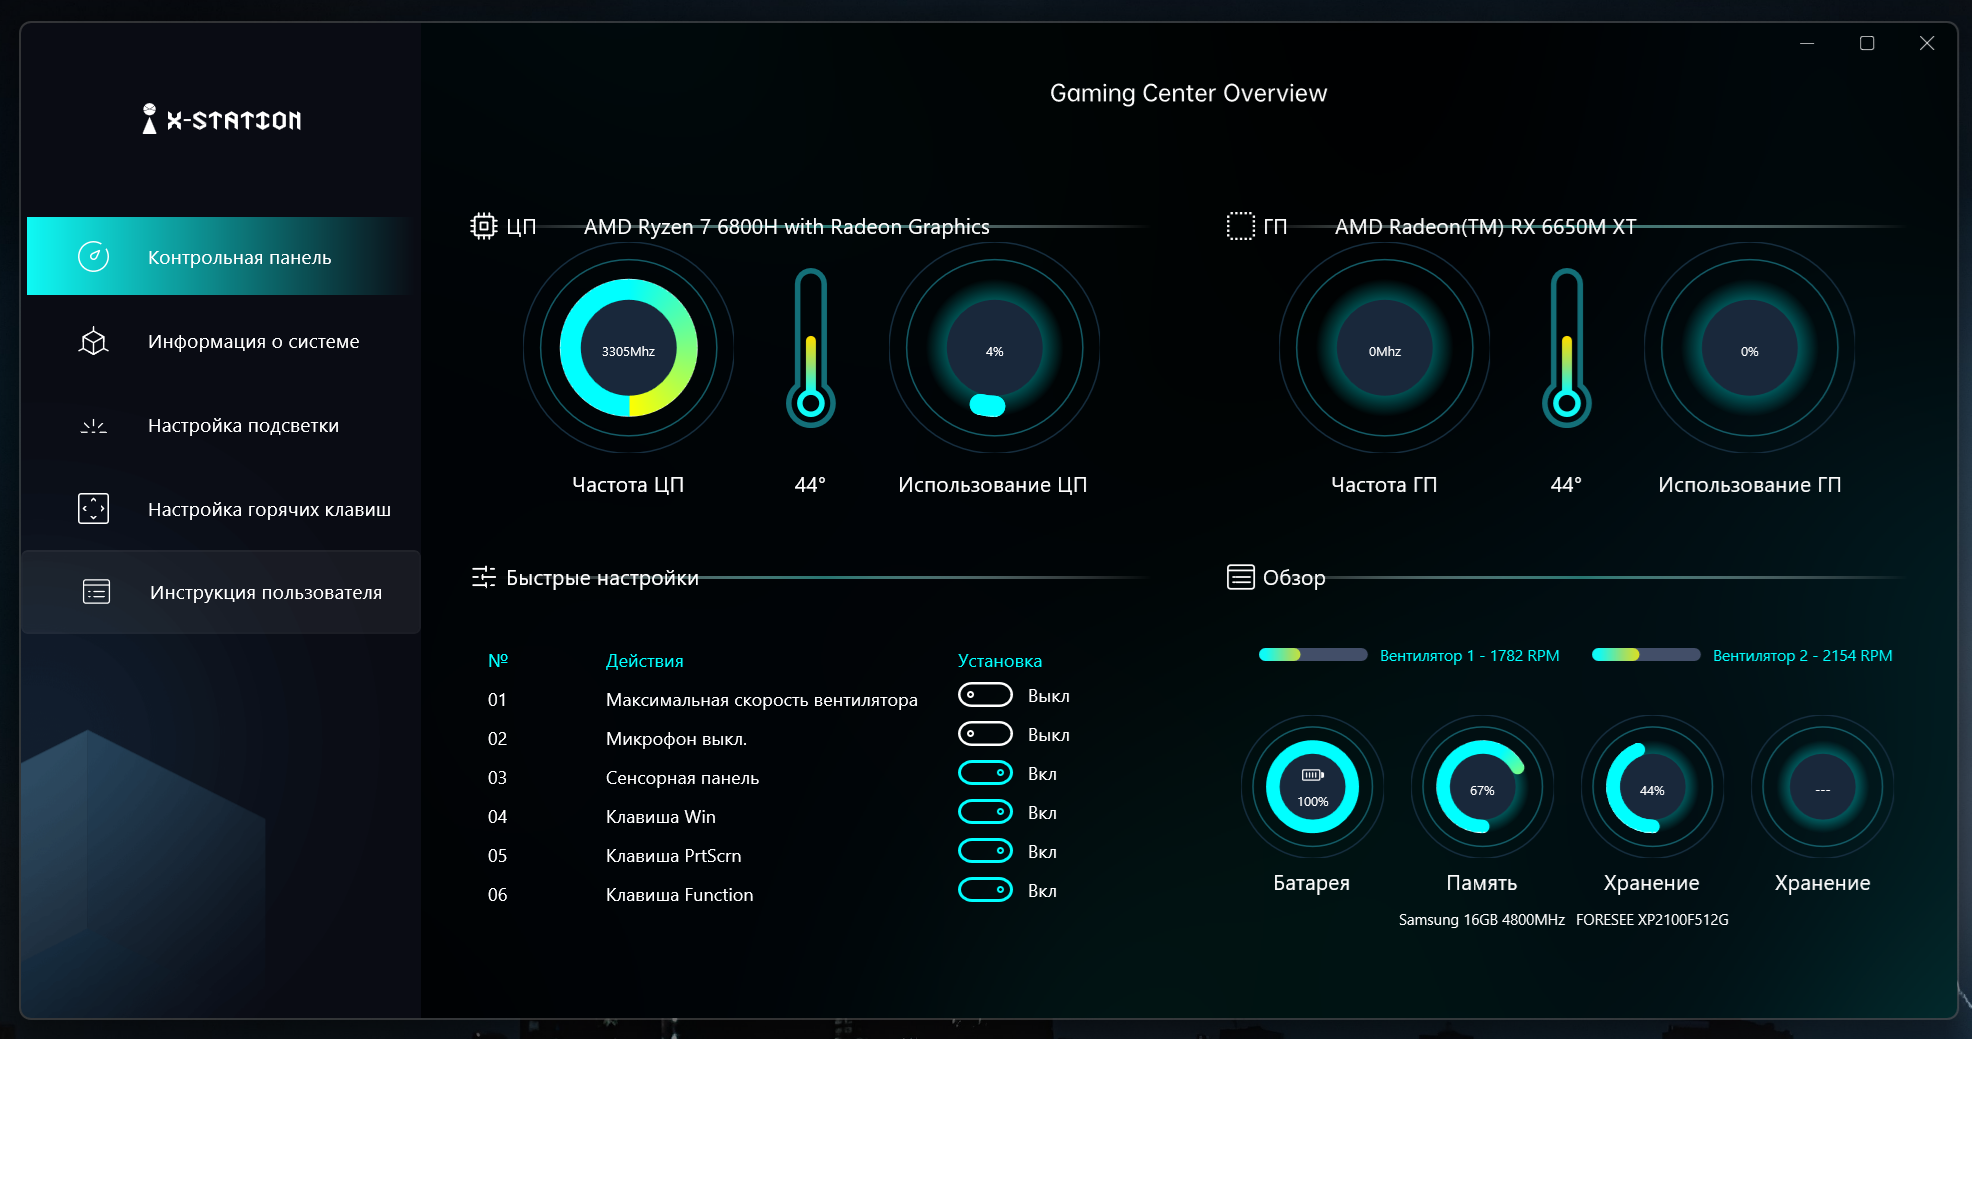 X-STATION
Gaming Center Overview
Контрольная панель
Информация о системе
Настройка подсветки
Настройка горячих клавиш
Инструкция пользователя
ЦП AMD Ryzen 7 6800H with Radeon Graphics
3305Mhz
4%
Частота ЦП 44° Использование ЦП
ГП AMD Radeon(TM) RX 6650M XT
0Mhz
0%
Частота ГП 44° Использование ГП
Быстрые настройки
№ Действия Установка
01 Максимальная скорость вентилятора Выкл
02 Микрофон выкл. Выкл
03 Сенсорная панель Вкл
04 Клавиша Win Вкл
05 Клавиша PrtScrn Вкл
06 Клавиша Function Вкл
Обзор
Вентилятор 1 - 1782 RPM Вентилятор 2 - 2154 RPM
100% 67% 44% ---
Батарея Память Хранение Хранение
Samsung 16GB 4800MHz FORESEE XP2100F512G